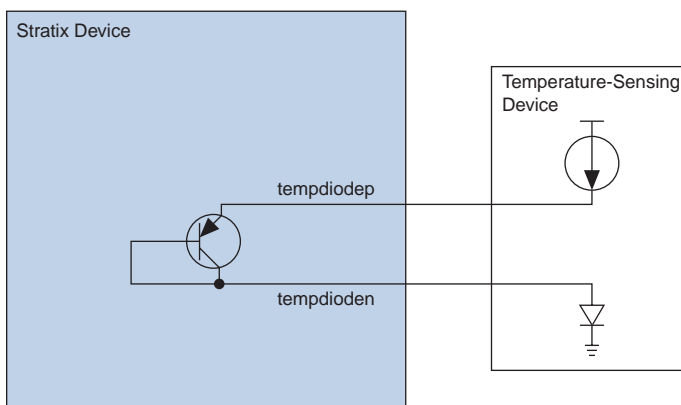 Stratix Device
Temperature-Sensing
Device
tempdiodep
tempdioden